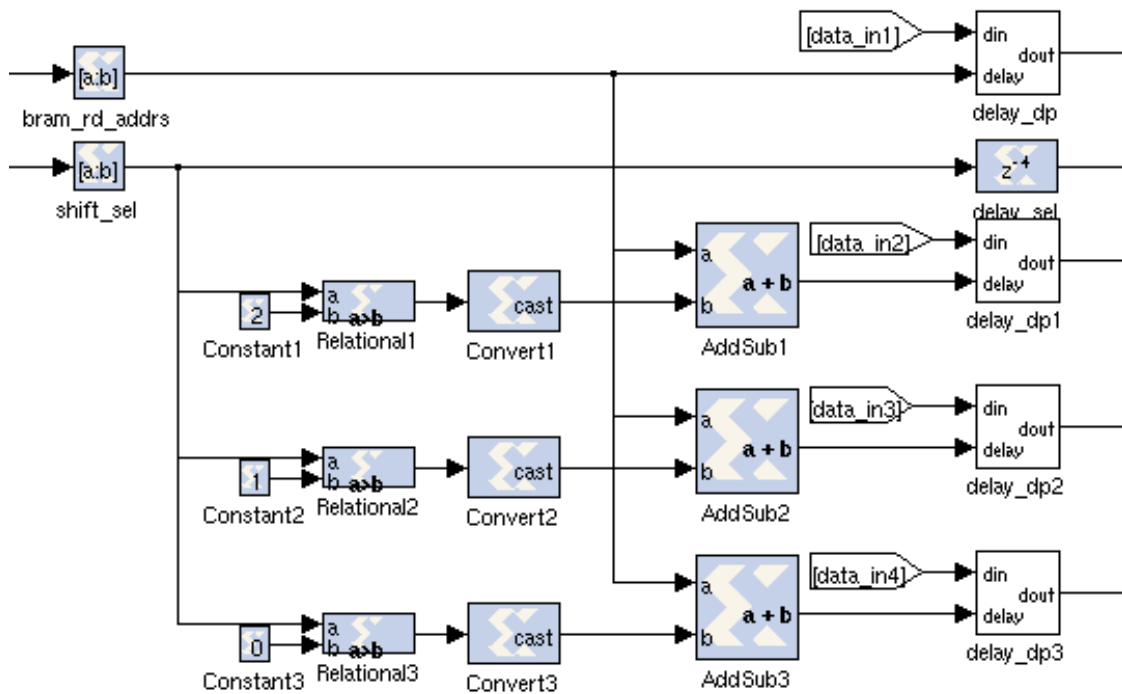 [data_in1]
din
dout
delay
delay_dp
[a:b]
bram_rd_addrs
[a:b]
shift_sel
z-4
delay_sel
[data_in2]
din
dout
delay
delay_dp1
a
b
a + b
AddSub1
2
Constant1
a
b
a>b
Relational1
cast
Convert1
[data_in3]
din
dout
delay
delay_dp2
a
b
a + b
AddSub2
1
Constant2
a
b
a>b
Relational2
cast
Convert2
[data_in4]
din
dout
delay
delay_dp3
a
b
a + b
AddSub3
0
Constant3
a
b
a>b
Relational3
cast
Convert3